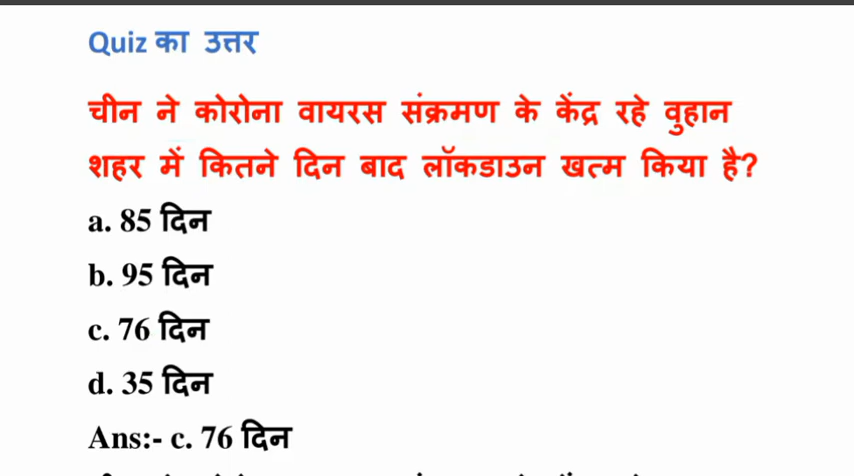 Quiz का उत्तर
चीन ने कोरोना वायरस संक्रमण के केंद्र रहे वुहान
शहर में कितने दिन बाद लॉकडाउन खत्म किया है?
a. 85 दिन
b. 95 दिन
c. 76 दिन
d. 35 दिन
Ans:- c. 76 दिन